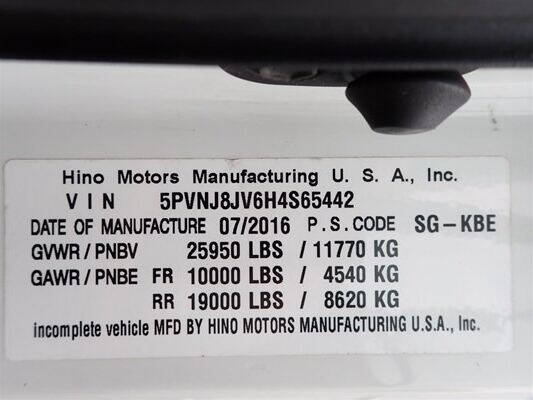 Hino Motors Manufacturing U. S. A., Inc.
VIN 5PVNJ8JV6H4S65442
DATE OF MANUFACTURE 07/2016 P.S.CODE SG-KBE
GVWR/PNBV 25950 LBS / 11770 KG
GAWR/PNBE FR 10000 LBS / 4540 KG
RR 19000 LBS / 8620 KG
incomplete vehicle MFD BY HINO MOTORS MANUFACTURING U.S.A., Inc.